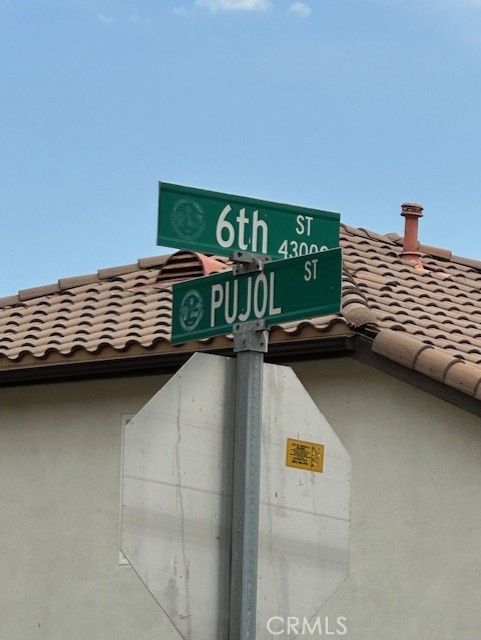 6th ST
43000
PUJOL ST
CRMLS